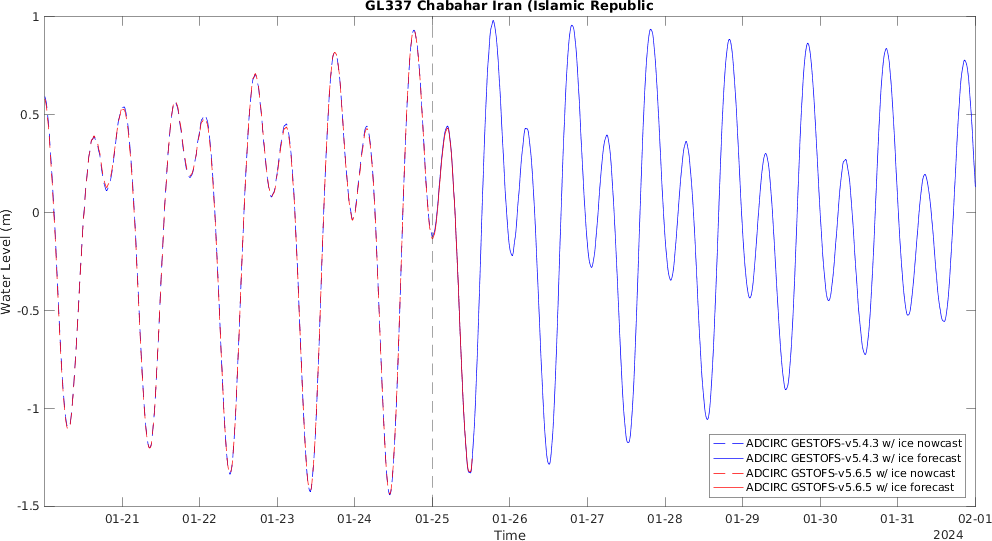 GL337 Chabahar Iran (Islamic Republic
Water Level (m)
1
0.5
0
-0.5
-1
-1.5
01-21 01-22 01-23 01-24 01-25 01-26 01-27 01-28 01-29 01-30 01-31 02-01
Time
2024
ADCIRC GESTOFS-v5.4.3 w/ ice nowcast
ADCIRC GESTOFS-v5.4.3 w/ ice forecast
ADCIRC GSTOFS-v5.6.5 w/ ice nowcast
ADCIRC GSTOFS-v5.6.5 w/ ice forecast